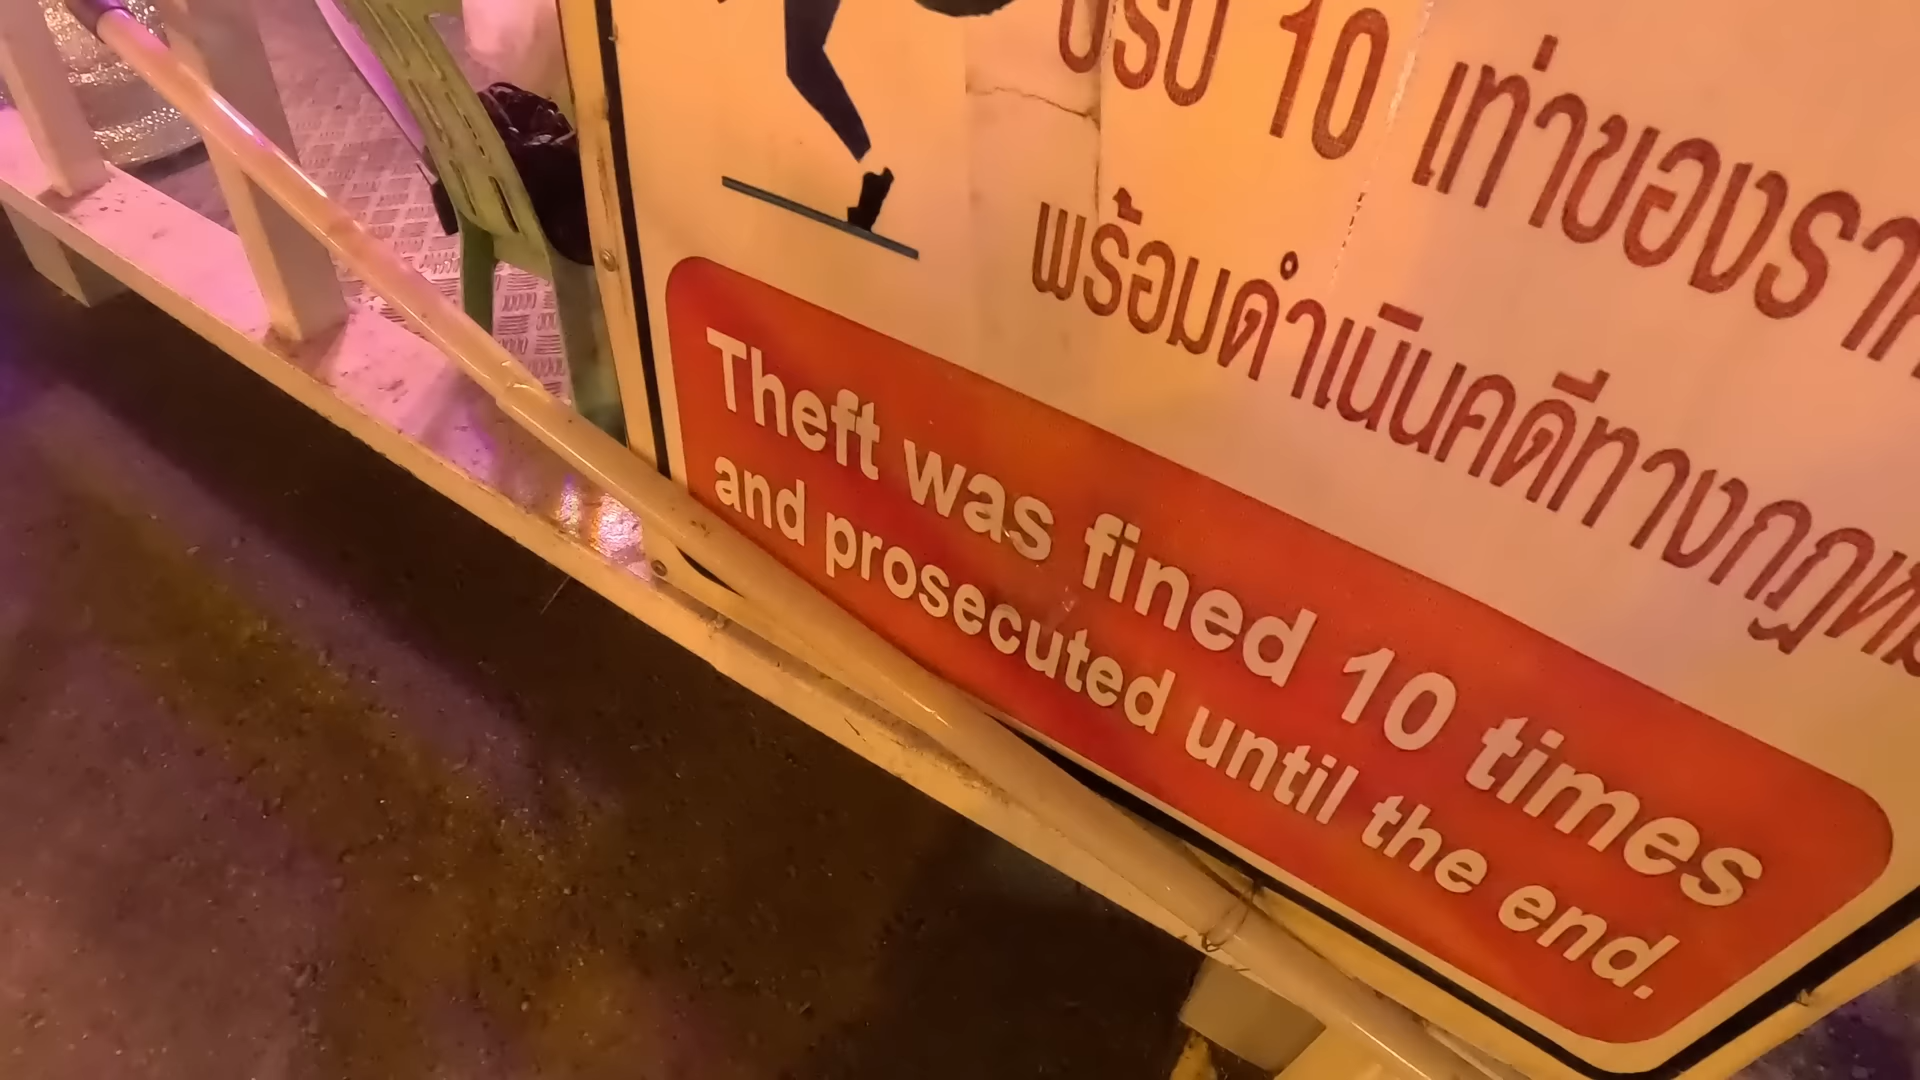 ปรับ 10 เท่าของรา
พร้อมดำเนินคดีทางกฎหม
Theft was fined 10 times
and prosecuted until the end.